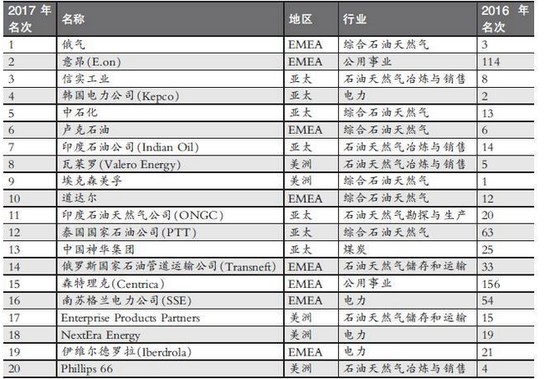 2017 年名次 名称 地区 行业 2016 年名次
1 俄气 EMEA 综合石油天然气 3
2 意昂(E.on) EMEA 公用事业 114
3 信实工业 亚太 石油天然气冶炼与销售 8
4 韩国电力公司(Kepco) 亚太 电力 2
5 中石化 亚太 综合石油天然气 13
6 卢克石油 EMEA 综合石油天然气 6
7 印度石油公司(Indian Oil) 亚太 石油天然气冶炼与销售 14
8 瓦莱罗(Valero Energy) 美洲 石油天然气冶炼与销售 5
9 埃克森美孚 美洲 综合石油天然气 1
10 道达尔 EMEA 综合石油天然气 12
11 印度石油天然气公司(ONGC) 亚太 石油天然气勘探与生产 20
12 泰国国家石油公司(PTT) 亚太 综合石油天然气 63
13 中国神华集团 亚太 煤炭 25
14 俄罗斯国家石油管道运输公司(Transneft) EMEA 石油天然气储存和运输 33
15 森特理克(Centrica) EMEA 公用事业 156
16 南苏格兰电力公司(SSE) EMEA 电力 54
17 Enterprise Products Partners 美洲 石油天然气储存和运输 15
18 NextEra Energy 美洲 电力 19
19 伊维尔德罗拉(Iberdrola) EMEA 电力 21
20 Phillips 66 美洲 石油天然气冶炼与销售 4